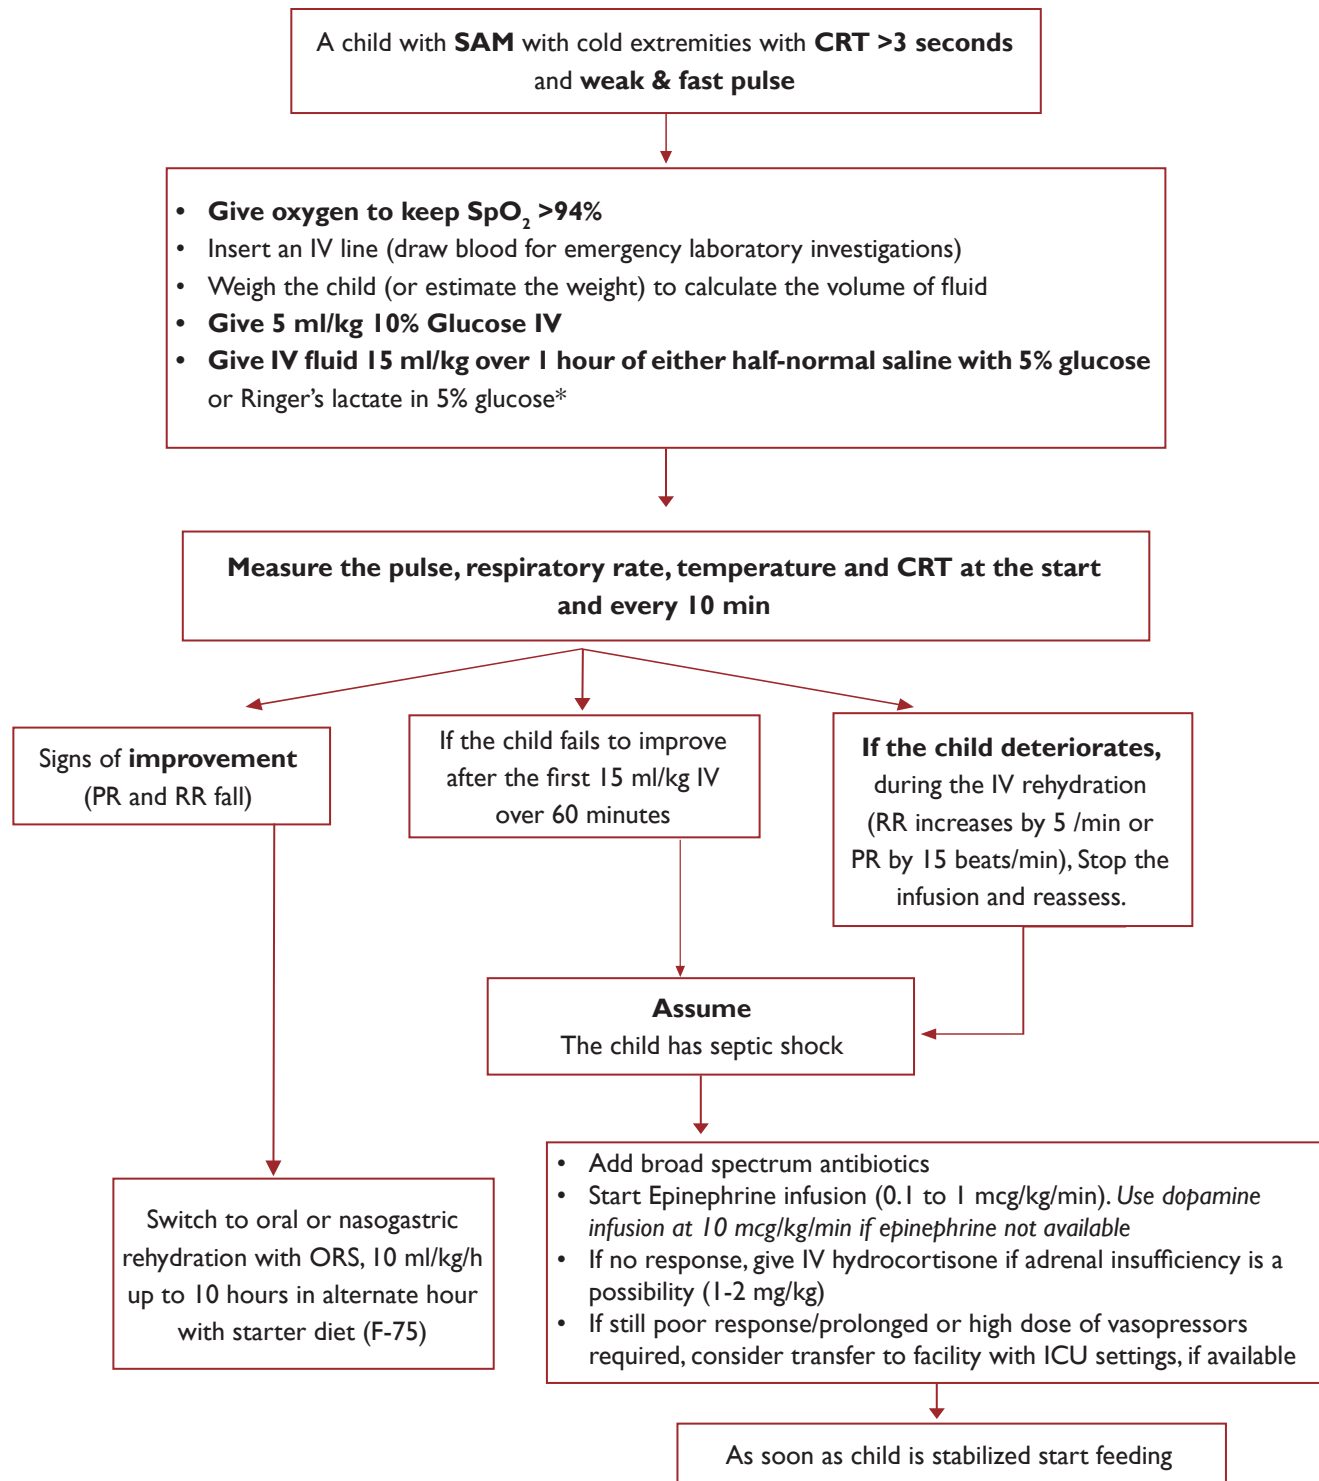 A child with SAM with cold extremities with CRT >3 seconds
and weak & fast pulse
• Give oxygen to keep SpO₂ >94%
• Insert an IV line (draw blood for emergency laboratory investigations)
• Weigh the child (or estimate the weight) to calculate the volume of fluid
• Give 5 ml/kg 10% Glucose IV
• Give IV fluid 15 ml/kg over 1 hour of either half-normal saline with 5% glucose
or Ringer's lactate in 5% glucose*
Measure the pulse, respiratory rate, temperature and CRT at the start
and every 10 min
Signs of improvement
(PR and RR fall)
If the child fails to improve
after the first 15 ml/kg IV
over 60 minutes
If the child deteriorates,
during the IV rehydration
(RR increases by 5 /min or
PR by 15 beats/min), Stop the
infusion and reassess.
Assume
The child has septic shock
Switch to oral or nasogastric
rehydration with ORS, 10 ml/kg/h
up to 10 hours in alternate hour
with starter diet (F-75)
• Add broad spectrum antibiotics
• Start Epinephrine infusion (0.1 to 1 mcg/kg/min). Use dopamine
infusion at 10 mcg/kg/min if epinephrine not available
• If no response, give IV hydrocortisone if adrenal insufficiency is a
possibility (1-2 mg/kg)
• If still poor response/prolonged or high dose of vasopressors
required, consider transfer to facility with ICU settings, if available
As soon as child is stabilized start feeding